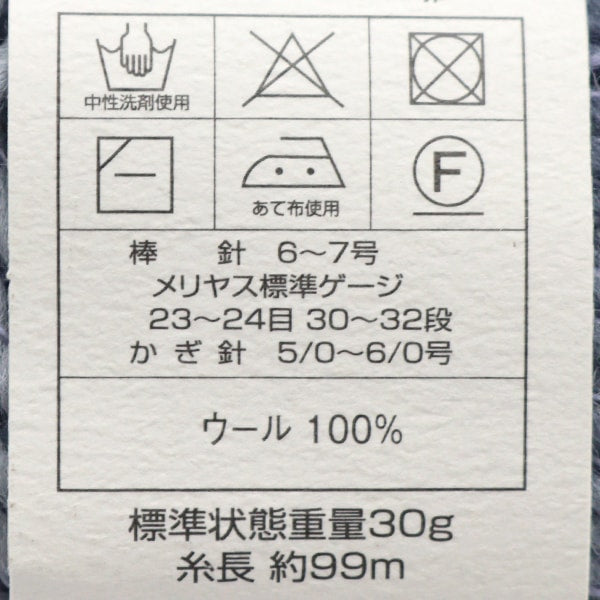 中性洗剤使用
あて布使用
F
棒 針 6～7号
メリヤス標準ゲージ
23～24目 30～32段
かぎ針 5/0～6/0号
ウール 100%
標準状態重量30g
糸長 約99m